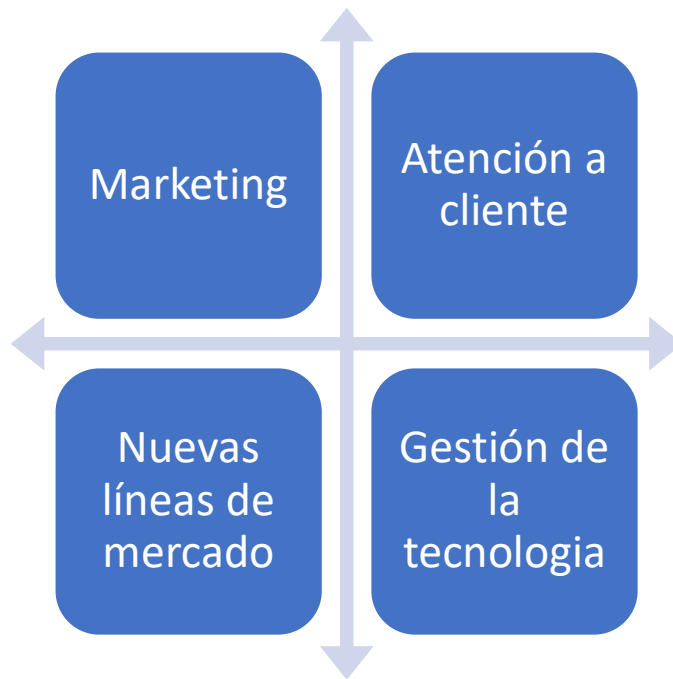 Marketing
Atención a
cliente
Nuevas
líneas de
mercado
Gestión de
la
tecnologia